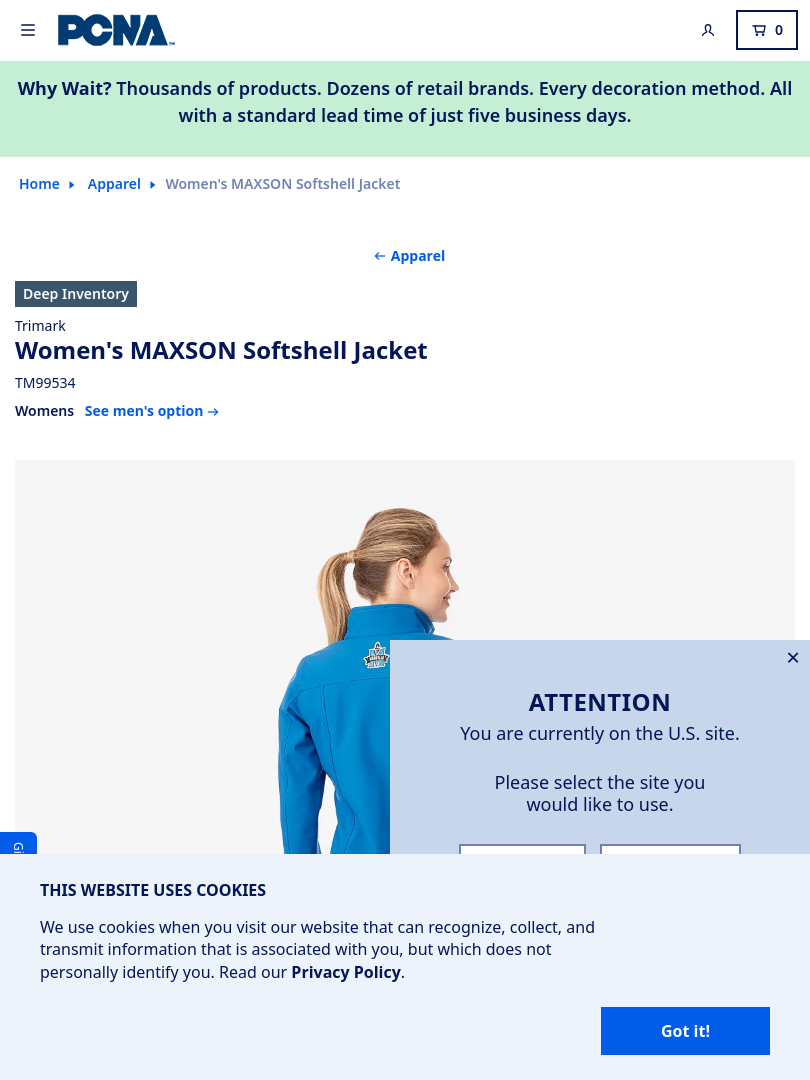 PCNA
0
Why Wait? Thousands of products. Dozens of retail brands. Every decoration method. All
with a standard lead time of just five business days.
Home
Apparel
Women's MAXSON Softshell Jacket
← Apparel
Deep Inventory
Trimark
Women's MAXSON Softshell Jacket
TM99534
Womens See men's option →
ATTENTION
You are currently on the U.S. site.
Please select the site you
would like to use.
THIS WEBSITE USES COOKIES
We use cookies when you visit our website that can recognize, collect, and
transmit information that is associated with you, but which does not
personally identify you. Read our Privacy Policy.
Got it!